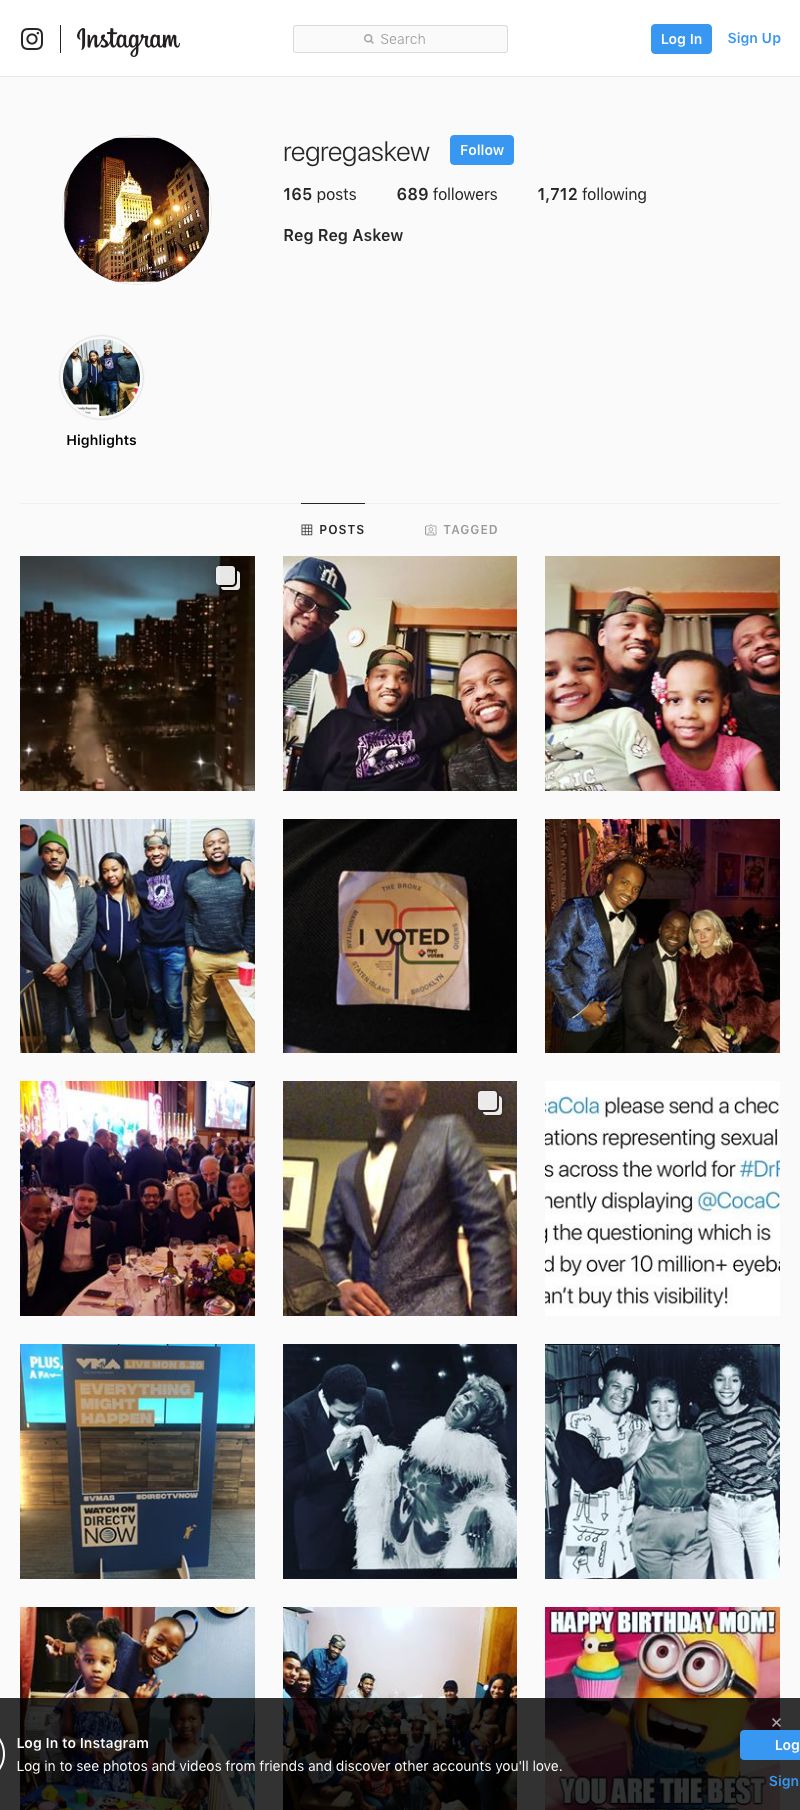 Instagram
Search
Log In
Sign Up
regregaskew
Follow
165 posts
689 followers
1,712 following
Reg Reg Askew
Highlights
POSTS
TAGGED
THE BRONX
MANHATTAN
QUEENS
I VOTED
nyc
votes
STATEN ISLAND
BROOKLYN
aCola please send a chec
ations representing sexual
s across the world for #DrF
nently displaying @CocaC
g the questioning which is
d by over 10 million+ eyeba
an't buy this visibility!
PLUS,
VMA LIVE MON 8.20
EVERYTHING
MIGHT
HAPPEN
#VMAS #DIRECTVNOW
WATCH ON
DIRECTV
NOW
HAPPY BIRTHDAY MOM!
YOU ARE THE BEST
Log In to Instagram
Log in to see photos and videos from friends and discover other accounts you'll love.
Log
Sign